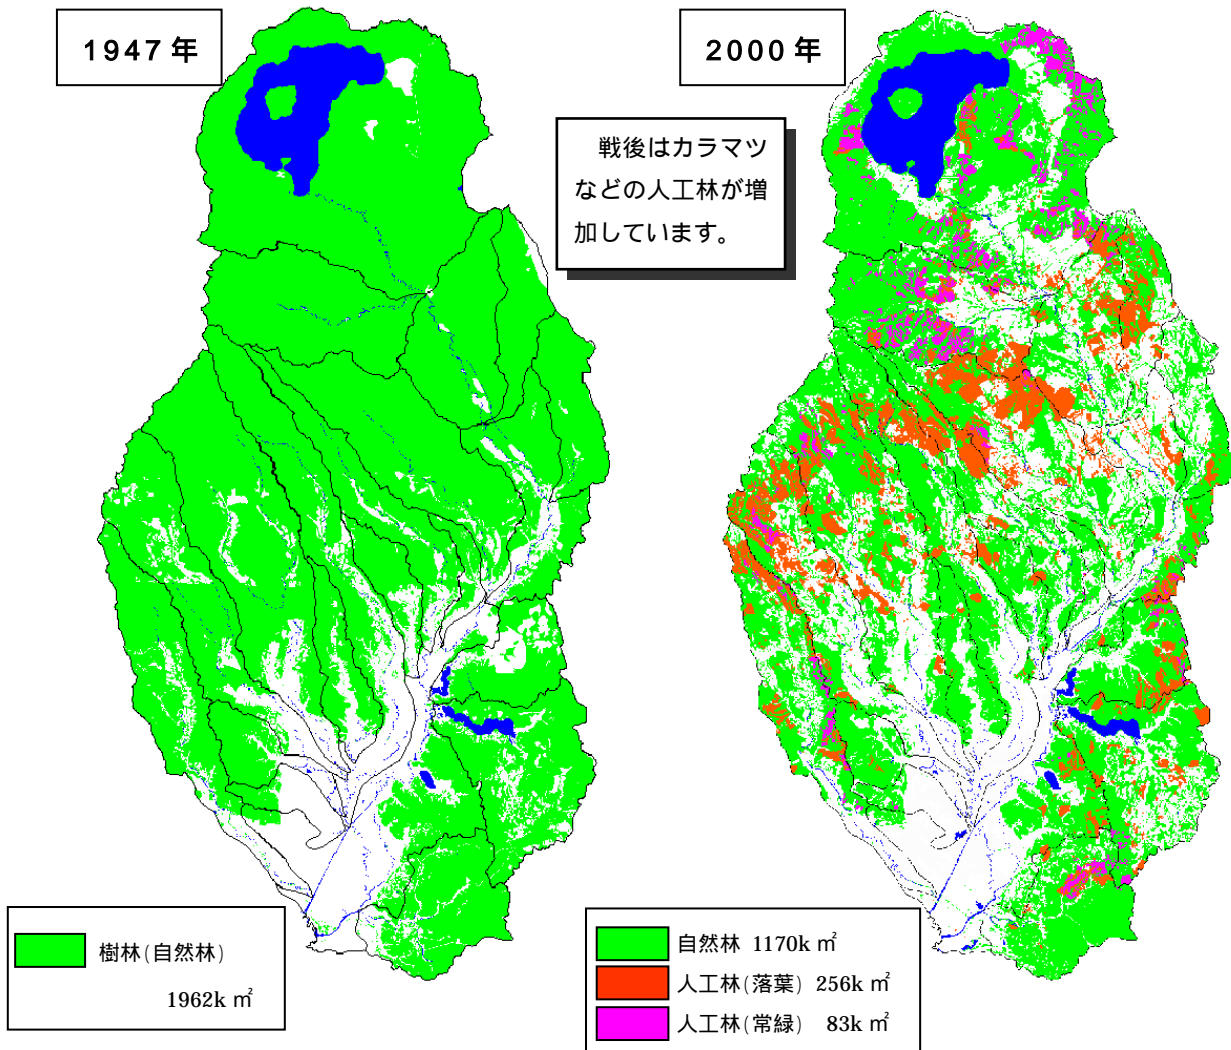 1947年
2000年
戦後はカラマツ
などの人工林が増
加しています。
樹林(自然林)
1962k㎡
自然林 1170k㎡
人工林(落葉) 256k㎡
人工林(常緑) 83k㎡